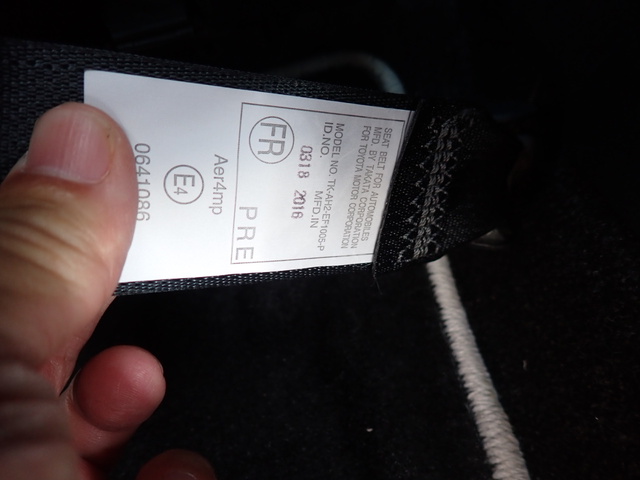 SEAT BELT FOR AUTOMOBILES
MFD. BY TAKATA CORPORATION
FOR TOYOTA MOTOR CORPORATION
MODEL NO. TK-AH2-EF1005-P
ID.NO. MFD.IN
0318 2016
FR PRE
Aer4mp
E4
0641086